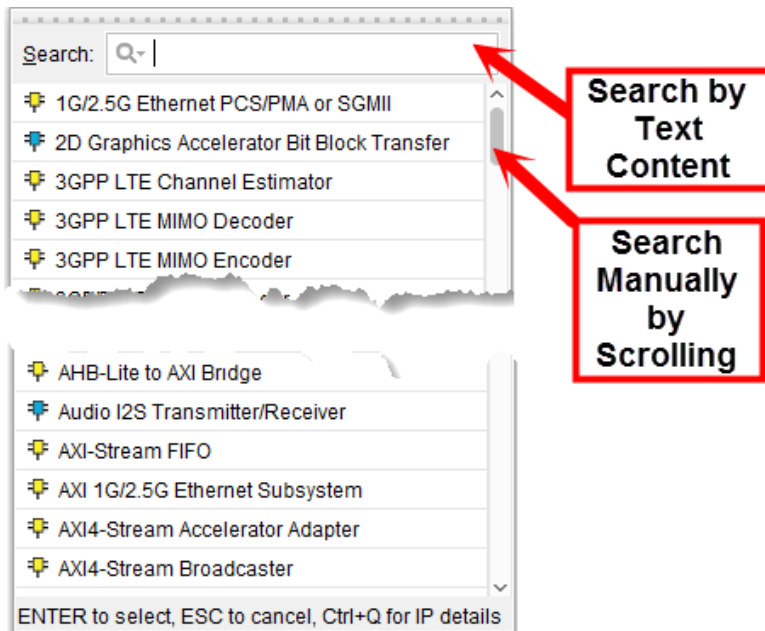 Search:
1G/2.5G Ethernet PCS/PMA or SGMII
2D Graphics Accelerator Bit Block Transfer
3GPP LTE Channel Estimator
3GPP LTE MIMO Decoder
3GPP LTE MIMO Encoder
AHB-Lite to AXI Bridge
Audio I2S Transmitter/Receiver
AXI-Stream FIFO
AXI 1G/2.5G Ethernet Subsystem
AXI4-Stream Accelerator Adapter
AXI4-Stream Broadcaster
ENTER to select, ESC to cancel, Ctrl+Q for IP details
Search by
Text
Content
Search
Manually
by
Scrolling